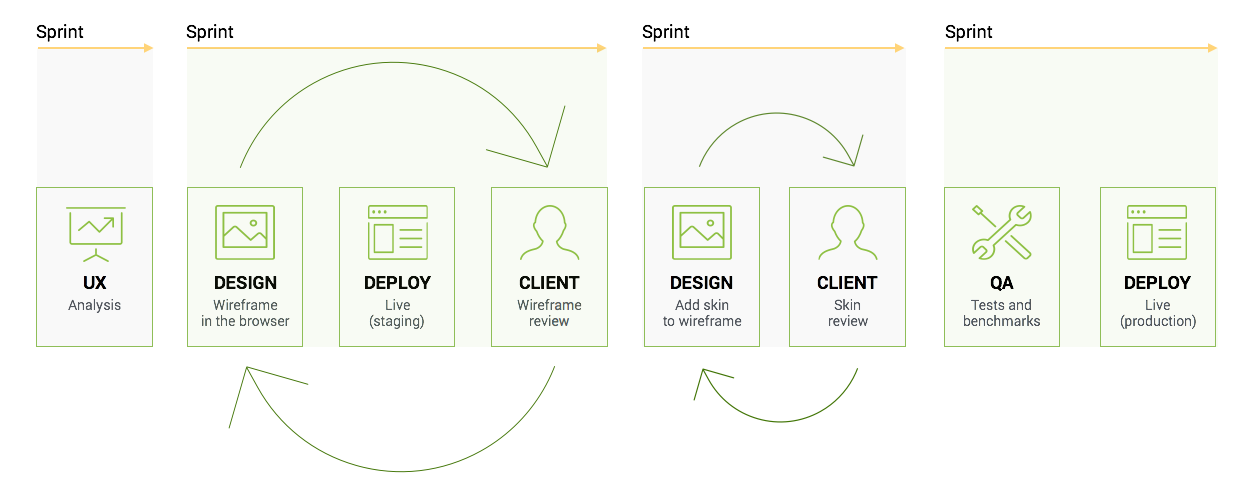 Sprint
Sprint
Sprint
Sprint
UX
Analysis
DESIGN
Wireframe
in the browser
DEPLOY
Live
(staging)
CLIENT
Wireframe
review
DESIGN
Add skin
to wireframe
CLIENT
Skin
review
QA
Tests and
benchmarks
DEPLOY
Live
(production)